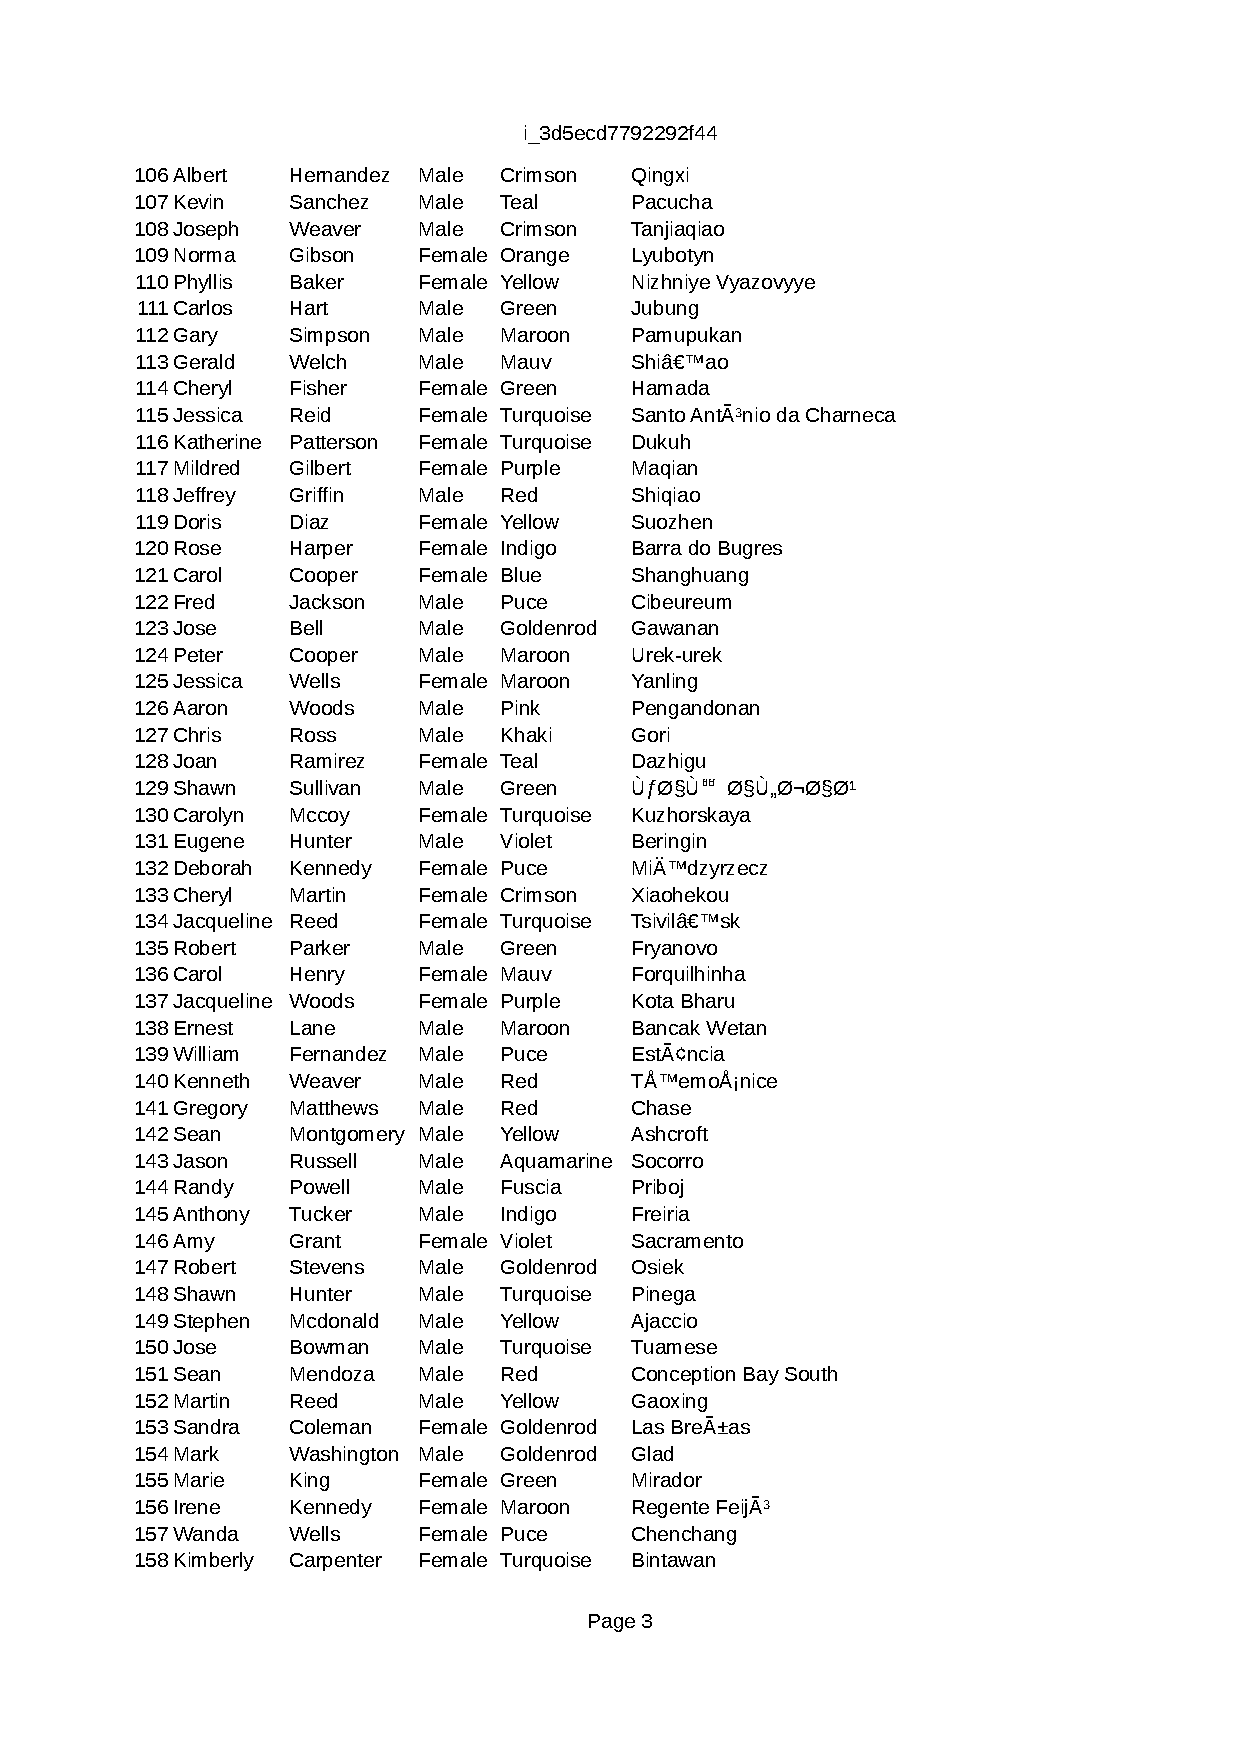 i_3d5ecd7792292f44
106 Albert Hernandez Male Crimson Qingxi
107 Kevin Sanchez Male Teal Pacucha
108 Joseph Weaver Male Crimson Tanjiaqiao
109 Norma Gibson Female Orange Lyubotyn
110 Phyllis Baker Female Yellow Nizhniye Vyazovyye
111 Carlos Hart Male Green Jubung
112 Gary Simpson Male Maroon Pamupukan
113 Gerald Welch Male Mauv Shiâ€™ao
114 Cheryl Fisher Female Green Hamada
115 Jessica Reid Female Turquoise Santo AntÃ³nio da Charneca
116 Katherine Patterson Female Turquoise Dukuh
117 Mildred Gilbert Female Purple Maqian
118 Jeffrey Griffin Male Red Shiqiao
119 Doris Diaz Female Yellow Suozhen
120 Rose Harper Female Indigo Barra do Bugres
121 Carol Cooper Female Blue Shanghuang
122 Fred Jackson Male Puce Cibeureum
123 Jose Bell Male Goldenrod Gawanan
124 Peter Cooper Male Maroon Urek-urek
125 Jessica Wells Female Maroon Yanling
126 Aaron Woods Male Pink Pengandonan
127 Chris Ross Male Khaki Gori
128 Joan Ramirez Female Teal Dazhigu
129 Shawn Sullivan Male Green Ø§Ù„Ø¬Ø§Ø¹
130 Carolyn Mccoy Female Turquoise Kuzhorskaya
131 Eugene Hunter Male Violet Beringin
132 Deborah Kennedy Female Puce MiÄ™dzyrzecz
133 Cheryl Martin Female Crimson Xiaohekou
134 Jacqueline Reed Female Turquoise Tsivilâ€™sk
135 Robert Parker Male Green Fryanovo
136 Carol Henry Female Mauv Forquilhinha
137 Jacqueline Woods Female Purple Kota Bharu
138 Ernest Lane Male Maroon Bancak Wetan
139 William Fernandez Male Puce EstÃ¢ncia
140 Kenneth Weaver Male Red TÅ™emoÅ¡nice
141 Gregory Matthews Male Red Chase
142 Sean Montgomery Male Yellow Ashcroft
143 Jason Russell Male Aquamarine Socorro
144 Randy Powell Male Fuscia Priboj
145 Anthony Tucker Male Indigo Freiria
146 Amy Grant Female Violet Sacramento
147 Robert Stevens Male Goldenrod Osiek
148 Shawn Hunter Male Turquoise Pinega
149 Stephen Mcdonald Male Yellow Ajaccio
150 Jose Bowman Male Turquoise Tuamese
151 Sean Mendoza Male Red Conception Bay South
152 Martin Reed Male Yellow Gaoxing
153 Sandra Coleman Female Goldenrod Las BreÃ±as
154 Mark Washington Male Goldenrod Glad
155 Marie King Female Green Mirador
156 Irene Kennedy Female Maroon Regente FeijÃ³
157 Wanda Wells Female Puce Chenchang
158 Kimberly Carpenter Female Turquoise Bintawan
Page 3